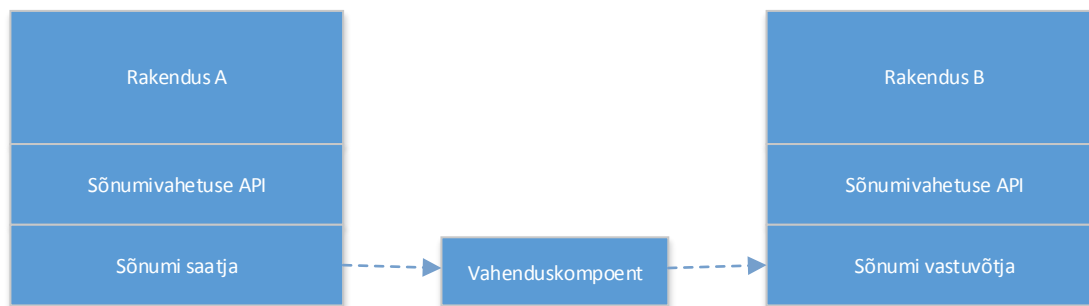 Rakendus A
Sõnumivahetuse API
Sõnumi saatja
Vahenduskompoent
Rakendus B
Sõnumivahetuse API
Sõnumi vastuvõtja